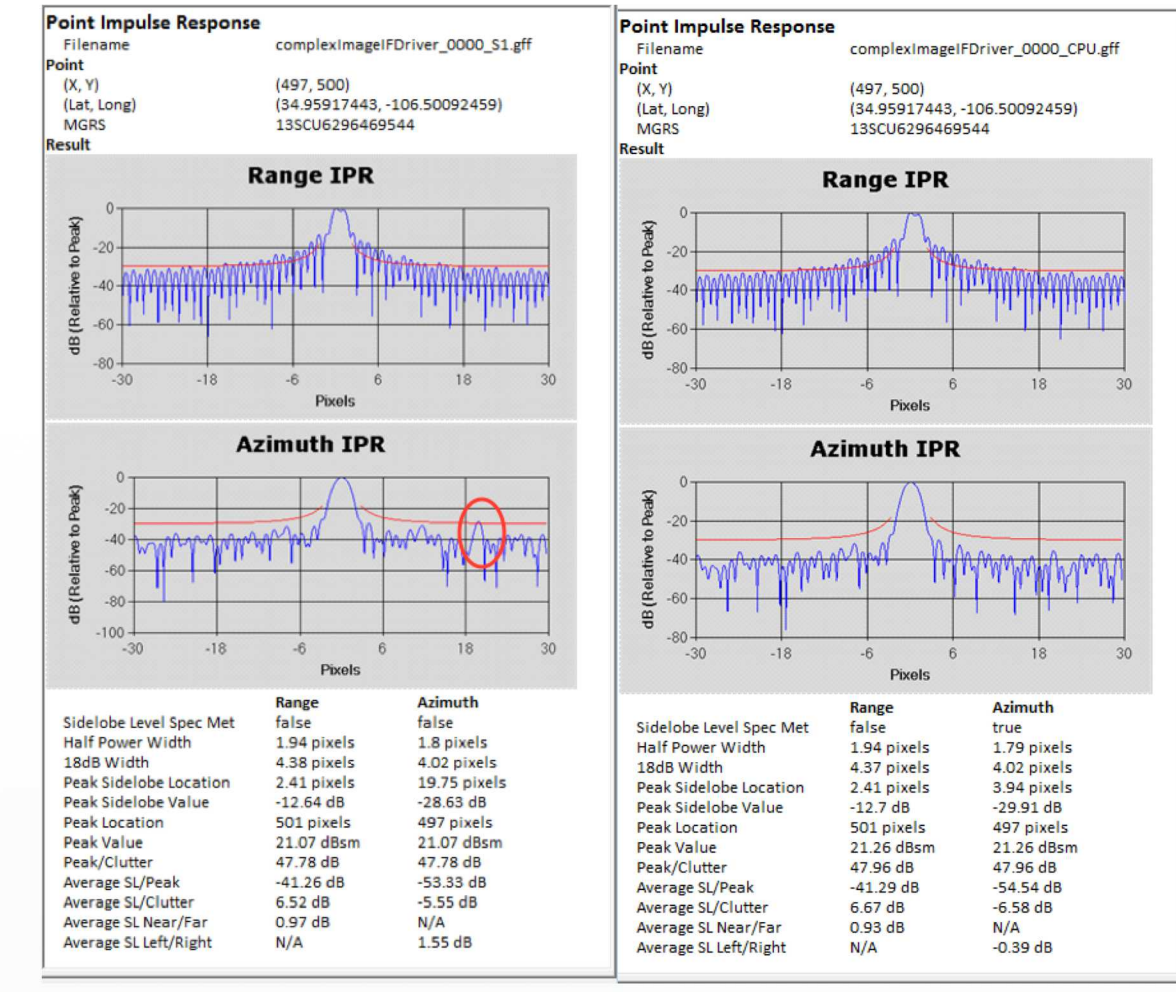 Point Impulse Response
Filename complexImageIFDriver_0000_S1.gff
Point
(X, Y) (497, 500)
(Lat, Long) (34.95917443, -106.50092459)
MGRS 13SCU6296469544
Result
Range IPR
dB (Relative to Peak)
0
-20
-40
-60
-80
-30 -18 -6 6 18 30
Pixels
Azimuth IPR
dB (Relative to Peak)
0
-20
-40
-60
-80
-100
-30 -18 -6 6 18 30
Pixels
Range Azimuth
Sidelobe Level Spec Met false false
Half Power Width 1.94 pixels 1.8 pixels
18dB Width 4.38 pixels 4.02 pixels
Peak Sidelobe Location 2.41 pixels 19.75 pixels
Peak Sidelobe Value -12.64 dB -28.63 dB
Peak Location 501 pixels 497 pixels
Peak Value 21.07 dBsm 21.07 dBsm
Peak/Clutter 47.78 dB 47.78 dB
Average SL/Peak -41.26 dB -53.33 dB
Average SL/Clutter 6.52 dB -5.55 dB
Average SL Near/Far 0.97 dB N/A
Average SL Left/Right N/A 1.55 dB
Point Impulse Response
Filename complexImageIFDriver_0000_CPU.gff
Point
(X, Y) (497, 500)
(Lat, Long) (34.95917443, -106.50092459)
MGRS 13SCU6296469544
Result
Range IPR
dB (Relative to Peak)
0
-20
-40
-60
-80
-30 -18 -6 6 18 30
Pixels
Azimuth IPR
dB (Relative to Peak)
0
-20
-40
-60
-80
-30 -18 -6 6 18 30
Pixels
Range Azimuth
Sidelobe Level Spec Met false true
Half Power Width 1.94 pixels 1.79 pixels
18dB Width 4.37 pixels 4.02 pixels
Peak Sidelobe Location 2.41 pixels 3.94 pixels
Peak Sidelobe Value -12.7 dB -29.91 dB
Peak Location 501 pixels 497 pixels
Peak Value 21.26 dBsm 21.26 dBsm
Peak/Clutter 47.96 dB 47.96 dB
Average SL/Peak -41.29 dB -54.54 dB
Average SL/Clutter 6.67 dB -6.58 dB
Average SL Near/Far 0.93 dB N/A
Average SL Left/Right N/A -0.39 dB